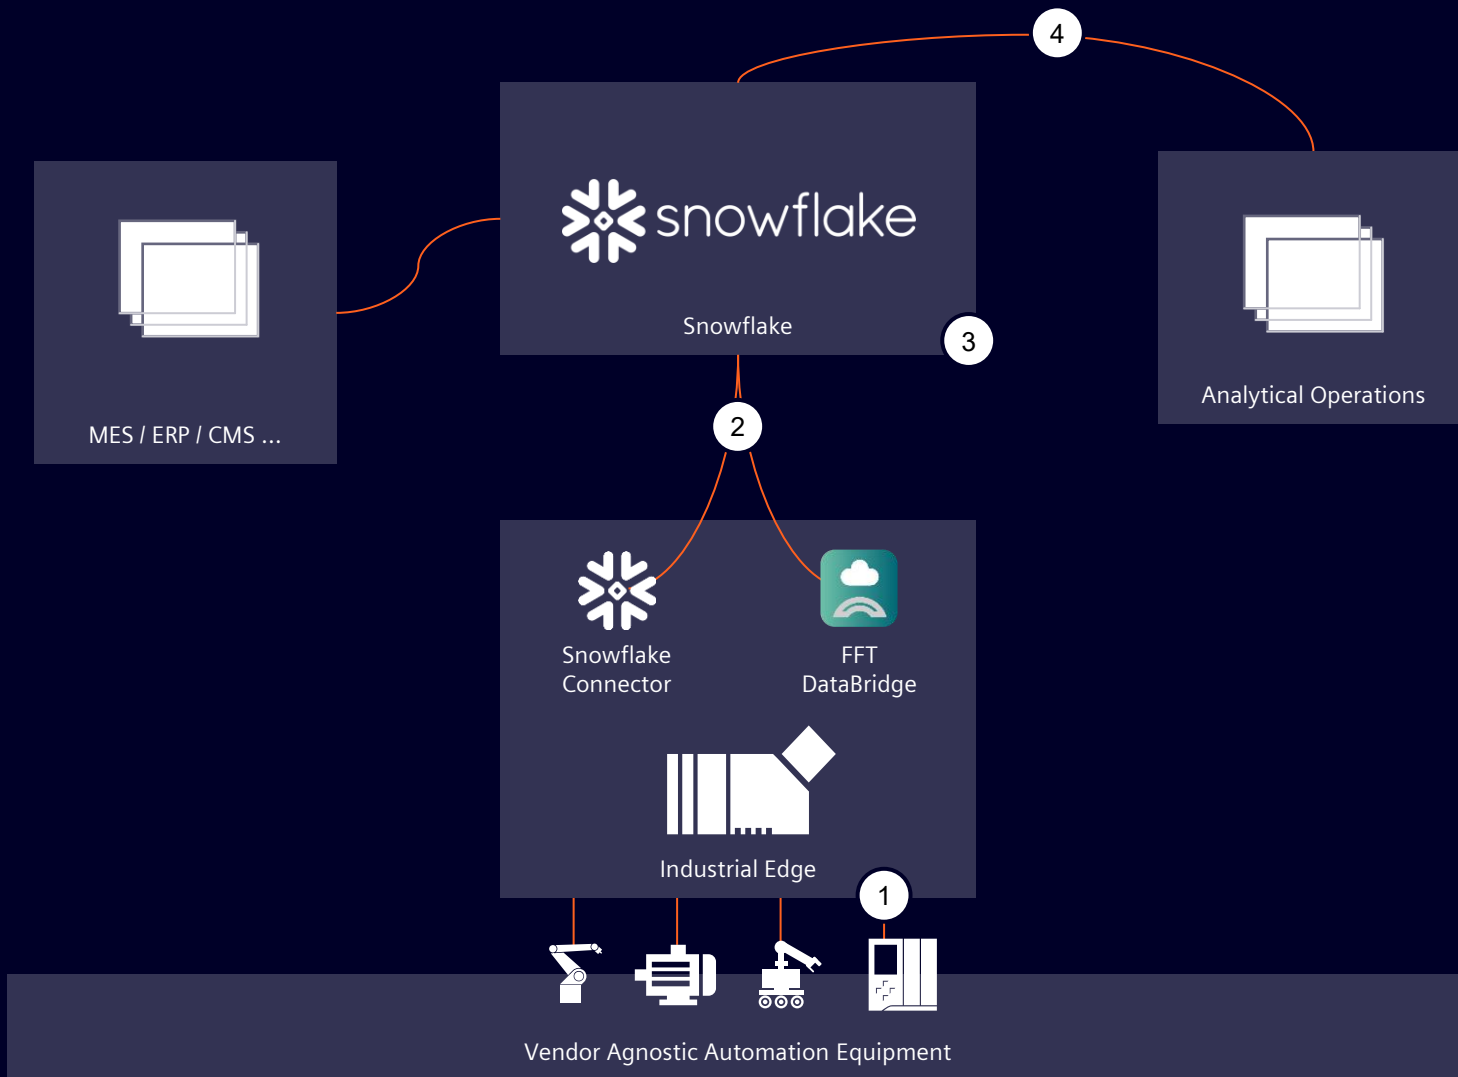 4
snowflake
Snowflake
3
MES / ERP / CMS ...
Analytical Operations
2
Snowflake
Connector
FFT
DataBridge
Industrial Edge
1
Vendor Agnostic Automation Equipment